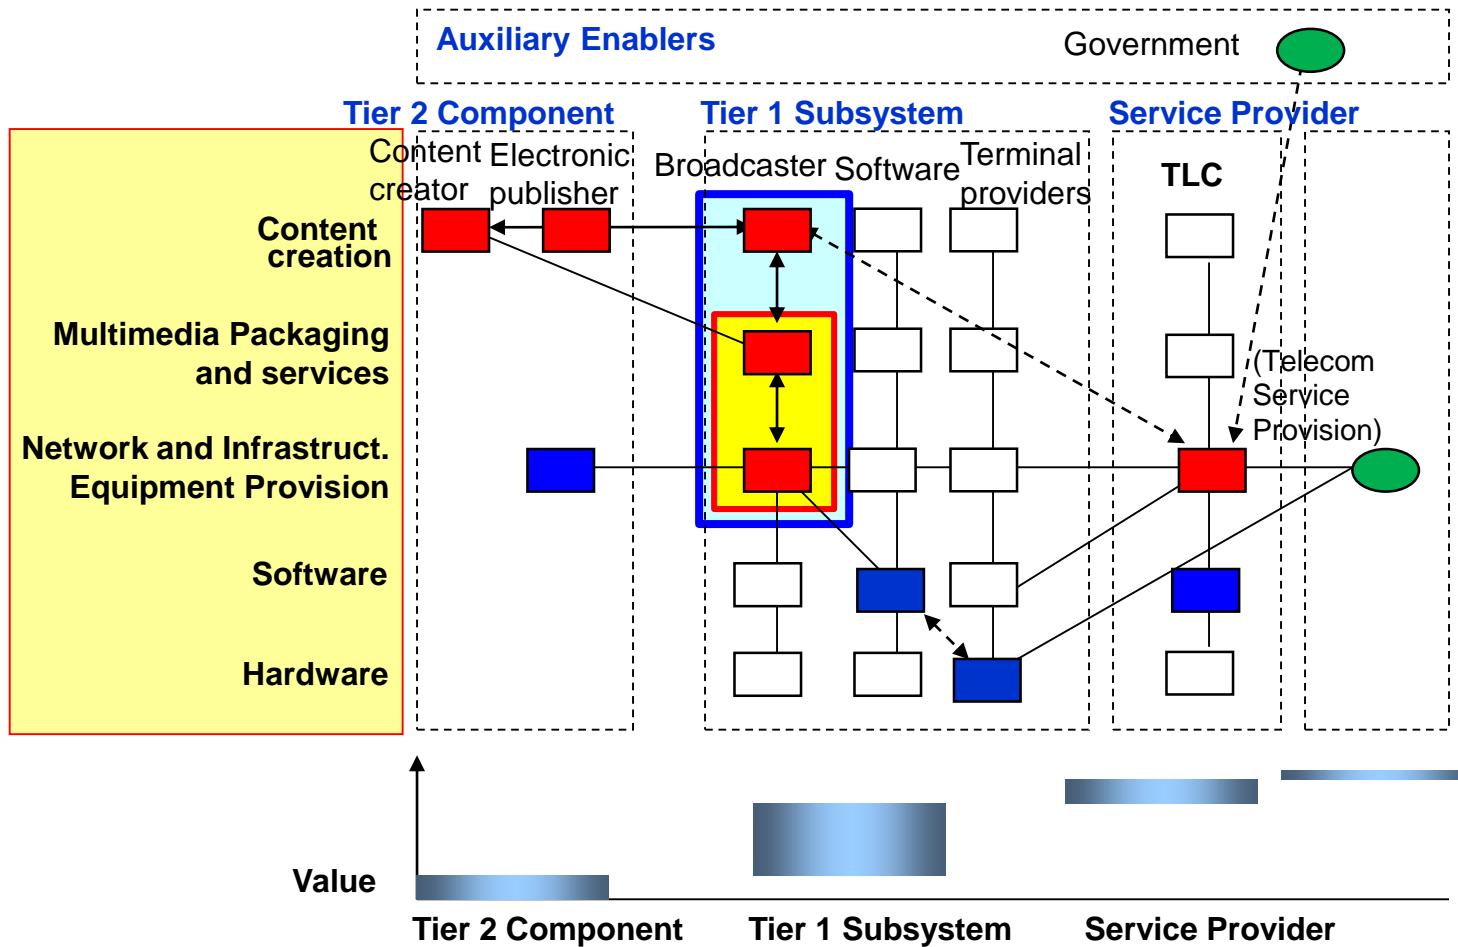 Auxiliary Enablers
Government
Tier 2 Component
Tier 1 Subsystem
Service Provider
Content
creator
Electronic
publisher
Broadcaster
Software
Terminal
providers
TLC
Content
creation
Multimedia Packaging
and services
(Telecom
Service
Provision)
Network and Infrastruct.
Equipment Provision
Software
Hardware
Value
Tier 2 Component
Tier 1 Subsystem
Service Provider